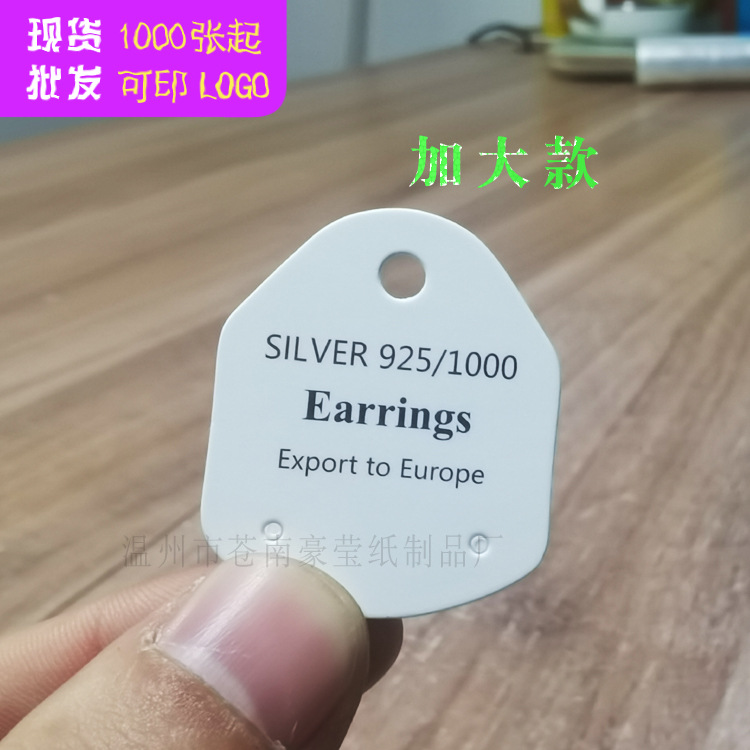 现货 1000张起
批发 可印 LOGO
加大款
SILVER 925/1000
Earrings
Export to Europe
温州市苍南豪莹纸制品厂